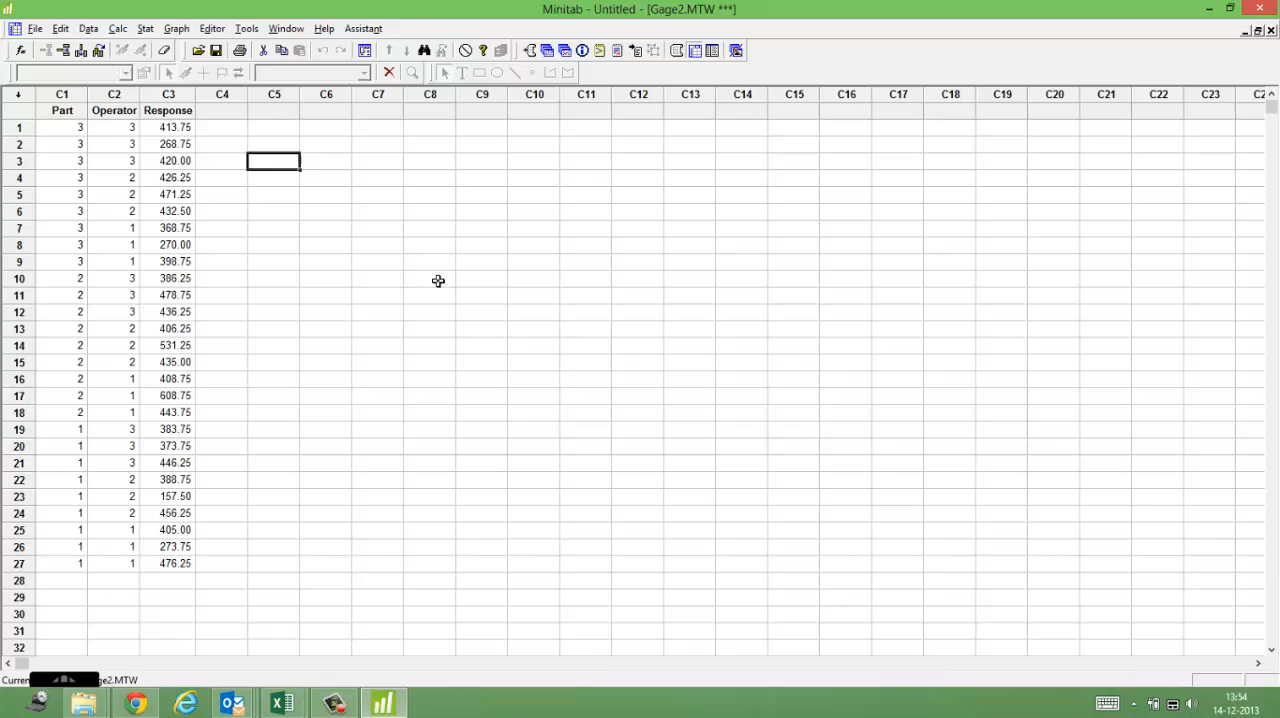 Minitab - Untitled - [Gage2.MTW ***]
File Edit Data Calc Stat Graph Editor Tools Window Help Assistant
C1 C2 C3 C4 C5 C6 C7 C8 C9 C10 C11 C12 C13 C14 C15 C16 C17 C18 C19 C20 C21 C22 C23
Part Operator Response
1 3 3 413.75
2 3 3 268.75
3 3 3 420.00
4 3 2 426.25
5 3 2 471.25
6 3 2 432.50
7 3 1 368.75
8 3 1 270.00
9 3 1 398.75
10 2 3 386.25
11 2 3 478.75
12 2 3 436.25
13 2 2 406.25
14 2 2 531.25
15 2 2 435.00
16 2 1 408.75
17 2 1 608.75
18 2 1 443.75
19 1 3 383.75
20 1 3 373.75
21 1 3 446.25
22 1 2 388.75
23 1 2 157.50
24 1 2 456.25
25 1 1 405.00
26 1 1 273.75
27 1 1 476.25
28
29
30
31
32
13:54
14-12-2013